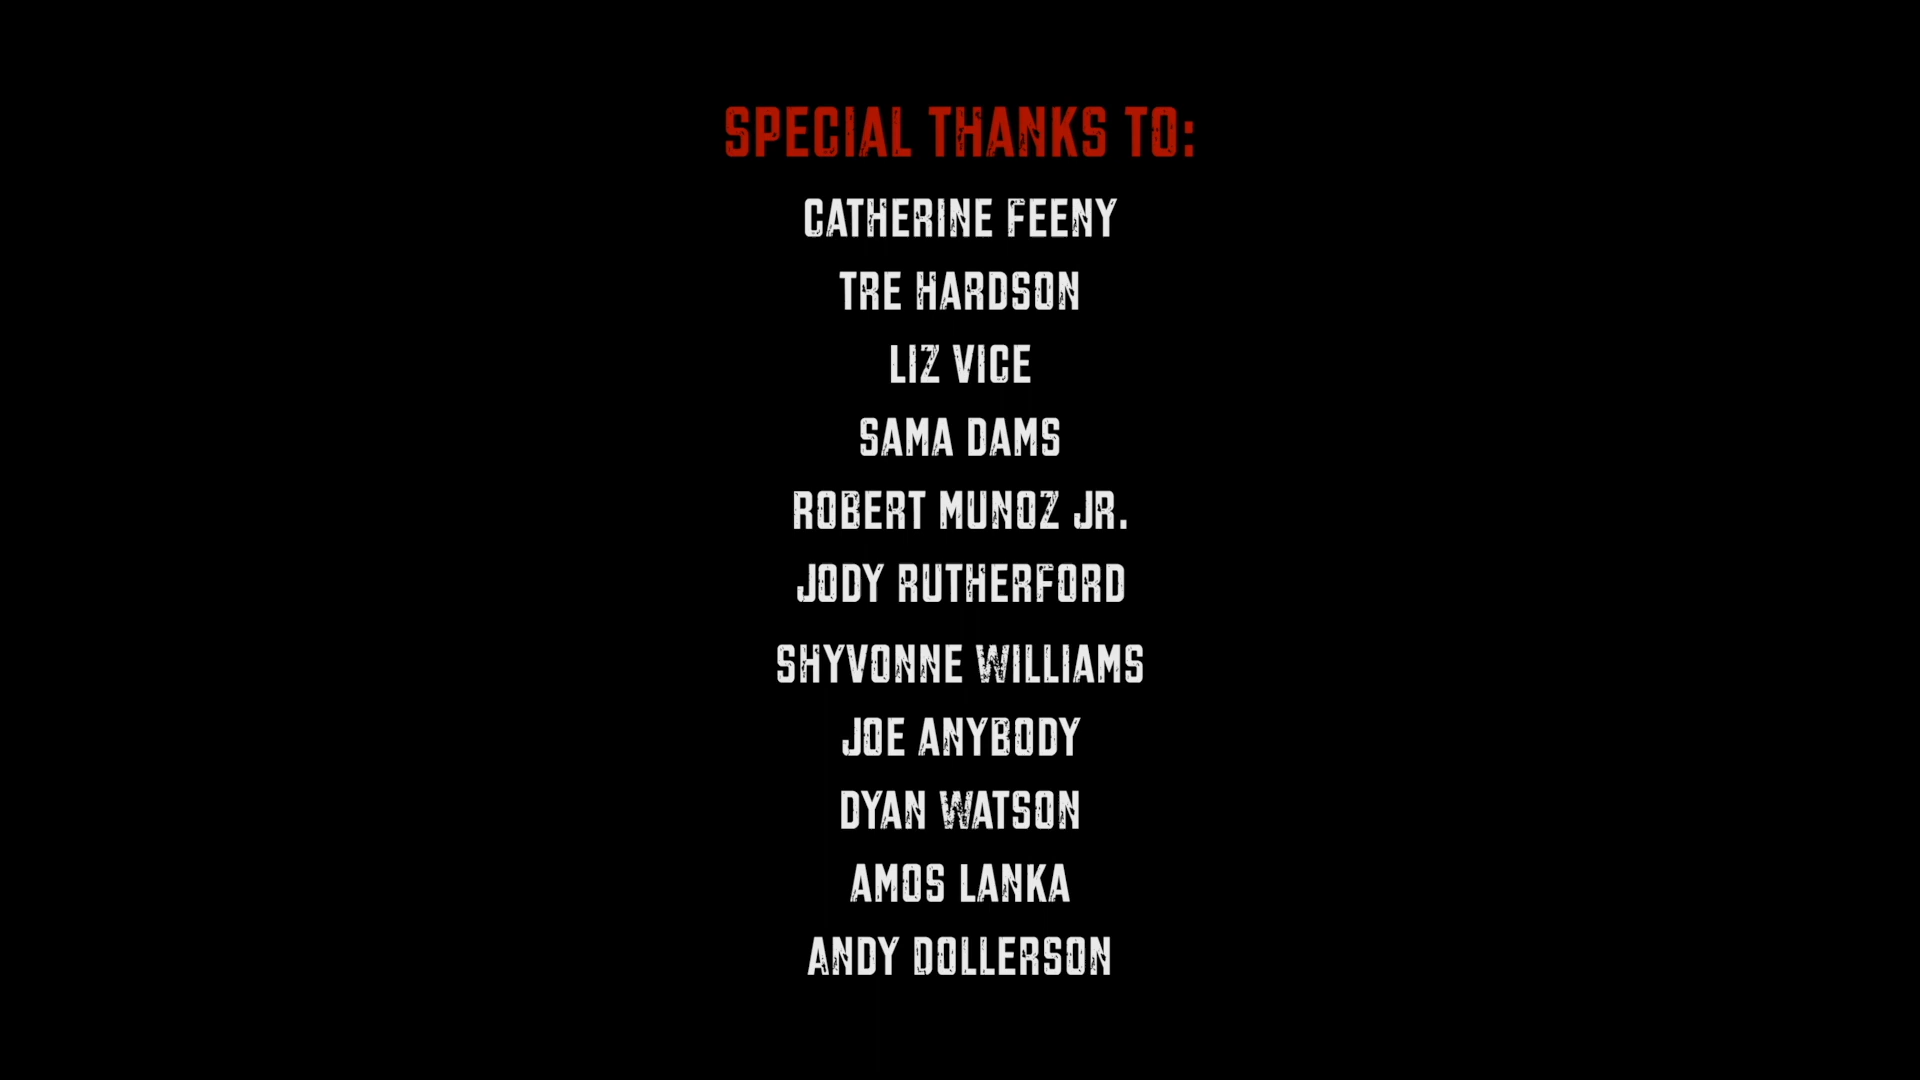 SPECIAL THANKS TO:
CATHERINE FEENY
TRE HARDSON
LIZ VICE
SAMA DAMS
ROBERT MUNOZ JR.
JODY RUTHERFORD
SHYVONNE WILLIAMS
JOE ANYBODY
DYAN WATSON
AMOS LANKA
ANDY DOLLERSON